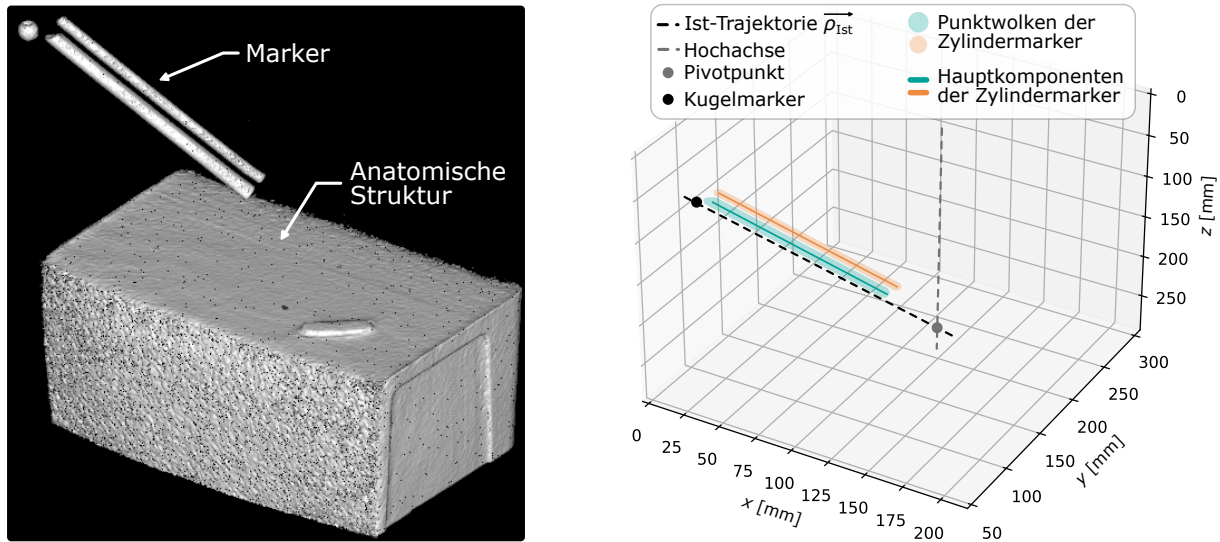 Marker
Anatomische
Struktur
Ist-Trajektorie ρIst
Hochachse
Pivotpunkt
Kugelmarker
Punktwolken der
Zylindermarker
Hauptkomponenten
der Zylindermarker
0
50
100
150
200
250
z [mm]
300
250
200
150
100
50
y [mm]
0
25
50
75
100
125
150
175
200
x [mm]